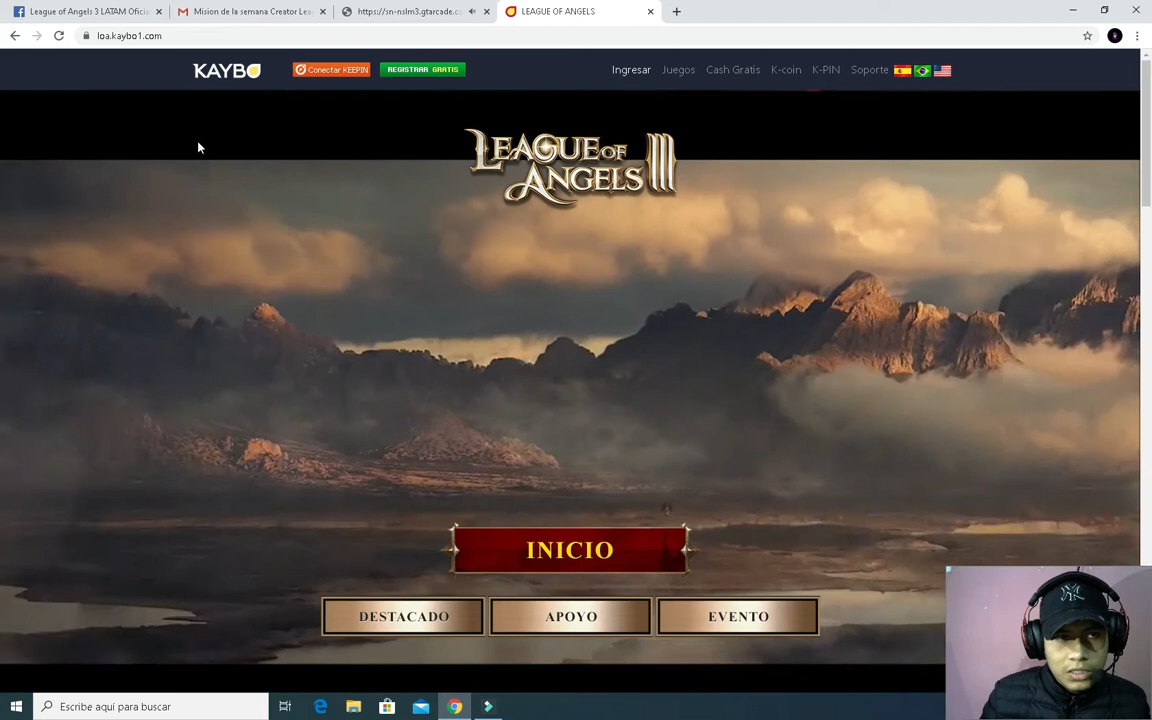 League of Angels 3 LATAM Oficia
Mision de la semana Creator Lea
https://sn-nslm3.gtarcade.c
LEAGUE OF ANGELS
loa.kaybo1.com
KAYBO
Conectar KEEPIN
REGISTRAR GRATIS
Ingresar
Juegos
Cash Gratis
K-coin
K-PIN
Soporte
LEAGUE OF
ANGELS III
INICIO
DESTACADO
APOYO
EVENTO
Escribe aquí para buscar